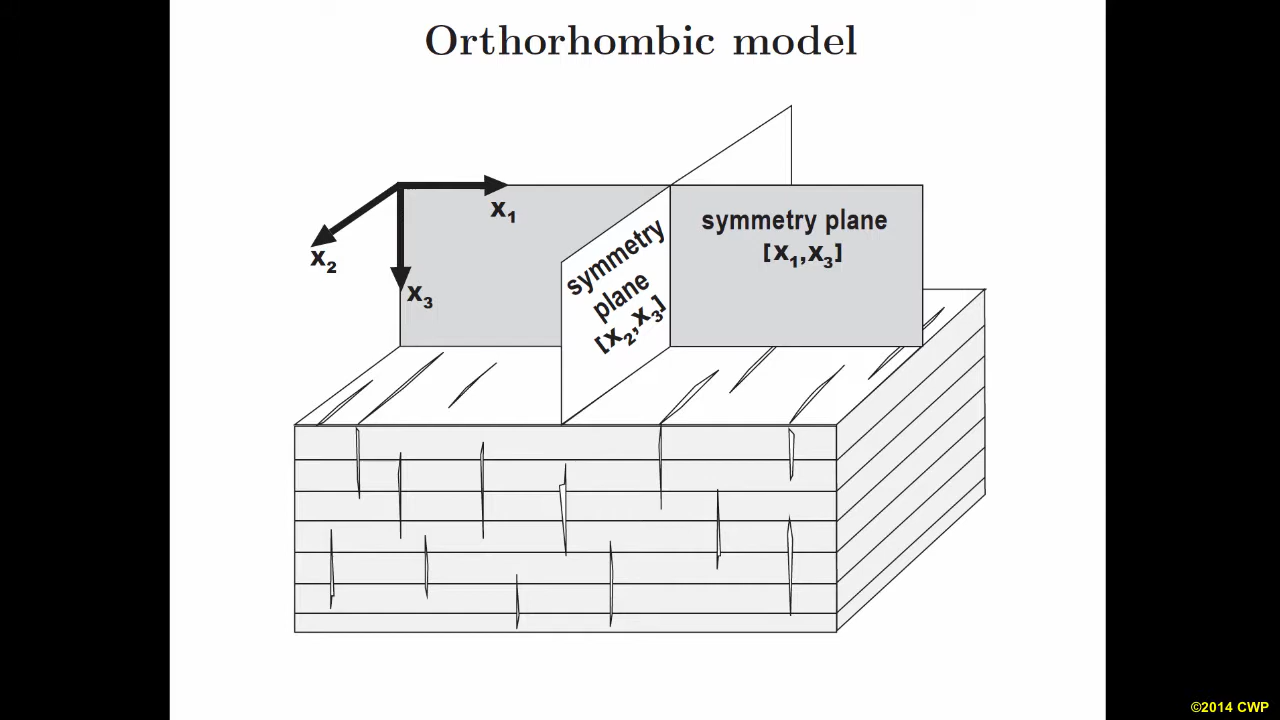 Orthorhombic model
x1
x2
x3
symmetry plane
[x1,x3]
symmetry
plane
[x2,x3]
©2014 CWP